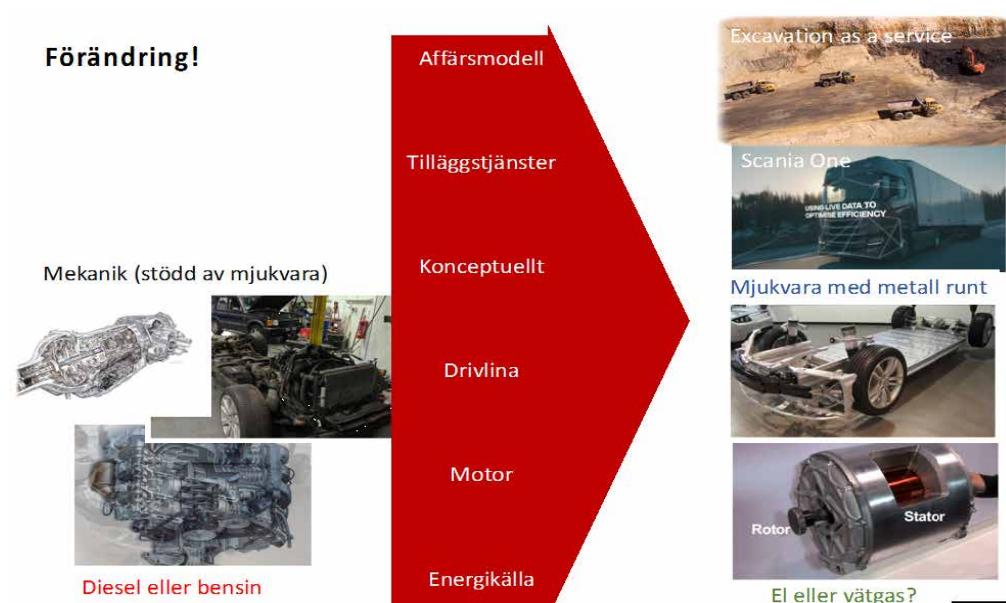 Förändring!
Mekanik (stödd av mjukvara)
Diesel eller bensin
Affärsmodell
Tilläggstjänster
Konceptuellt
Drivlina
Motor
Energikälla
Excavation as a service
Scania One
USING LIVE DATA TO
OPTIMISE EFFICIENCY
Mjukvara med metall runt
Rotor
Stator
El eller vätgas?